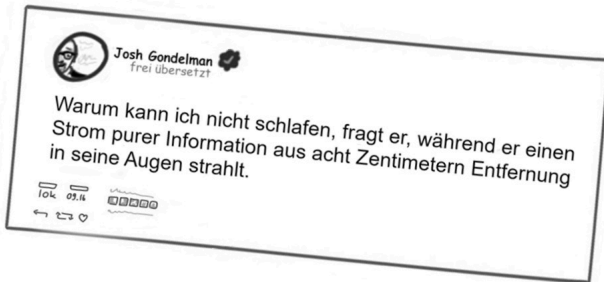 Josh Gondelman
frei übersetzt
Warum kann ich nicht schlafen, fragt er, während er einen
Strom purer Information aus acht Zentimetern Entfernung
in seine Augen strahlt.
10k 09.16